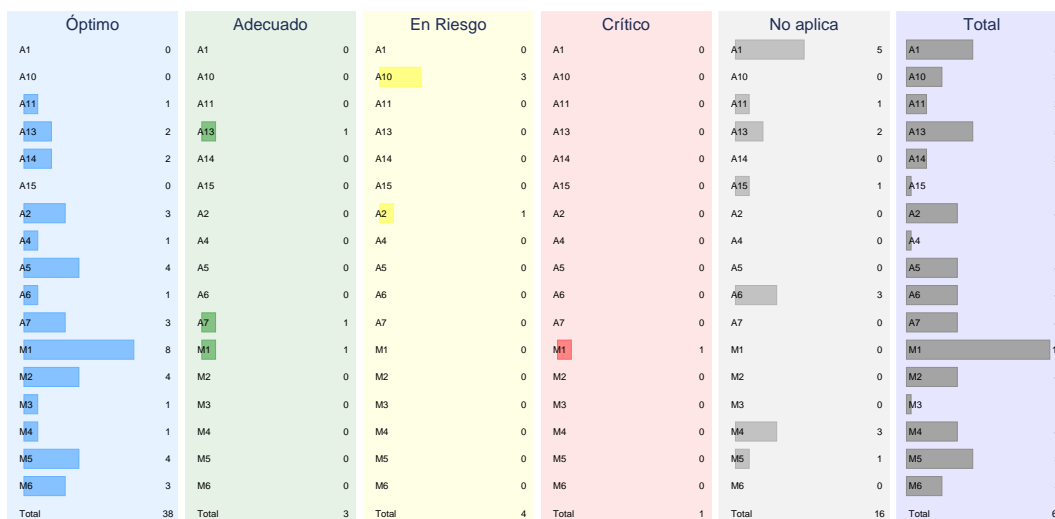 Óptimo Adecuado En Riesgo Crítico No aplica Total
A1 0 A1 0 A1 0 A1 0 A1 5 A1
A10 0 A10 0 A10 3 A10 0 A10 0 A10
A11 1 A11 0 A11 0 A11 0 A11 1 A11
A13 2 A13 1 A13 0 A13 0 A13 2 A13
A14 2 A14 0 A14 0 A14 0 A14 0 A14
A15 0 A15 0 A15 0 A15 0 A15 1 A15
A2 3 A2 0 A2 1 A2 0 A2 0 A2
A4 1 A4 0 A4 0 A4 0 A4 0 A4
A5 4 A5 0 A5 0 A5 0 A5 0 A5
A6 1 A6 0 A6 0 A6 0 A6 3 A6
A7 3 A7 1 A7 0 A7 0 A7 0 A7
M1 8 M1 1 M1 0 M1 1 M1 0 M1
M2 4 M2 0 M2 0 M2 0 M2 0 M2
M3 1 M3 0 M3 0 M3 0 M3 0 M3
M4 1 M4 0 M4 0 M4 0 M4 3 M4
M5 4 M5 0 M5 0 M5 0 M5 1 M5
M6 3 M6 0 M6 0 M6 0 M6 0 M6
Total 38 Total 3 Total 4 Total 1 Total 16 Total